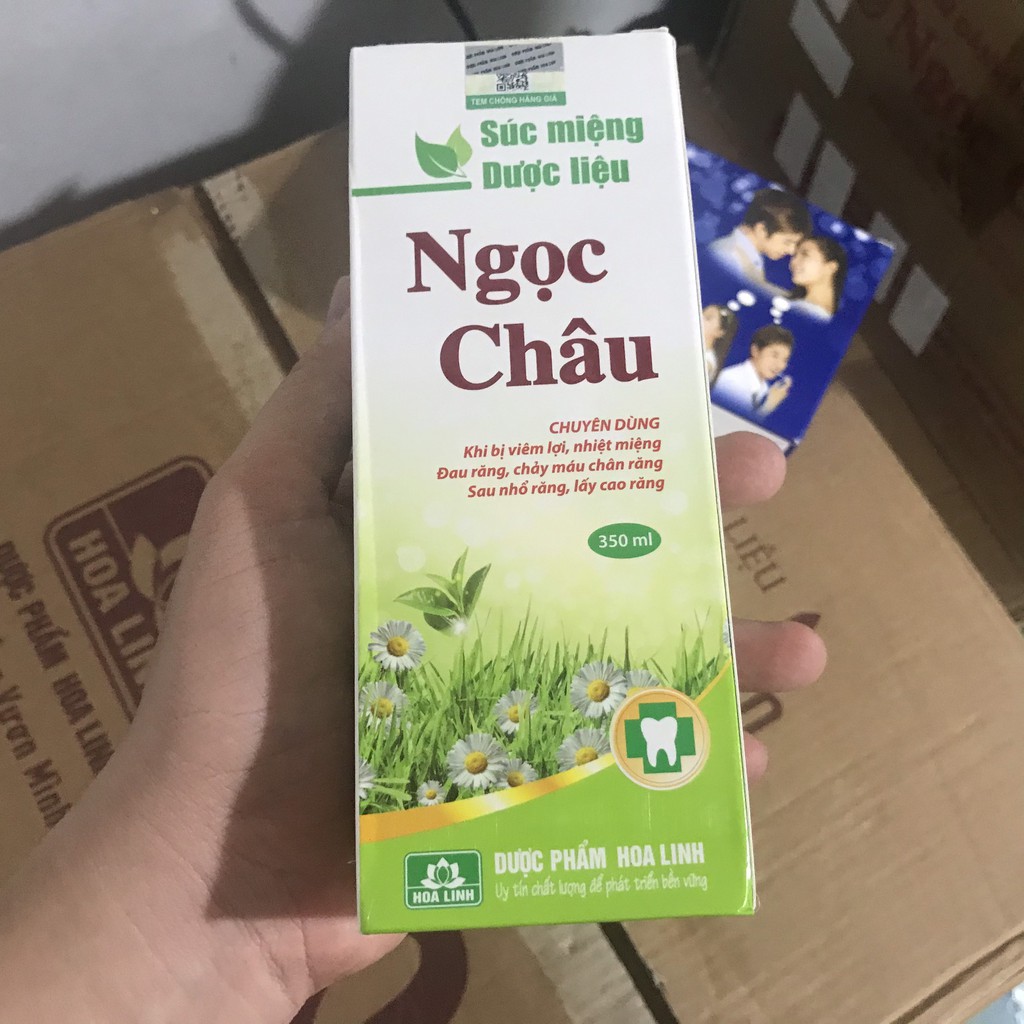 TEM CHỐNG HÀNG GIẢ
Súc miệng
Dược liệu
Ngọc
Châu
CHUYÊN DÙNG
Khi bị viêm lợi, nhiệt miệng
Đau răng, chảy máu chân răng
Sau nhổ răng, lấy cao răng
350 ml
HOA LINH
DƯỢC PHẨM HOA LINH
Uy tín chất lượng để phát triển bền vững
DƯỢC PHẨM HOA LINH
Vươn Mình
LIỆU